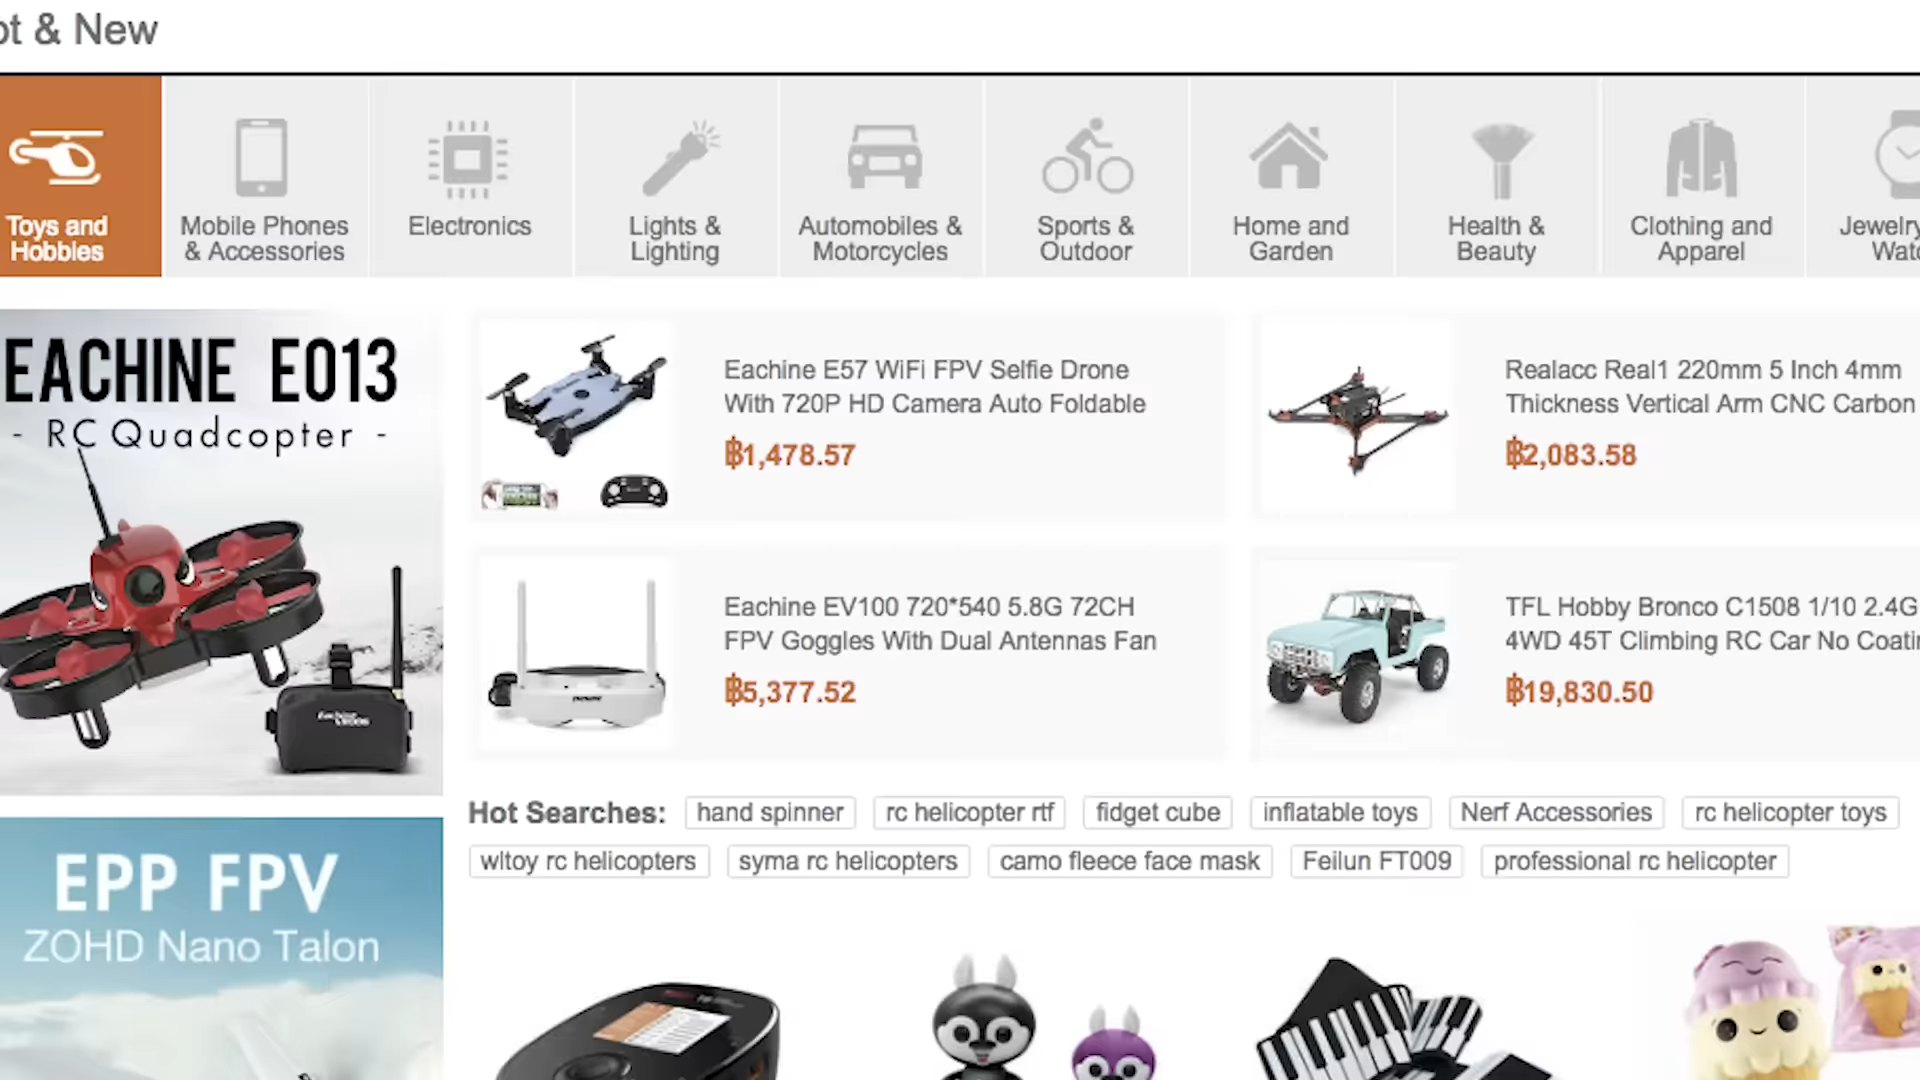 ot & New
Toys and
Hobbies
Mobile Phones
& Accessories
Electronics
Lights &
Lighting
Automobiles &
Motorcycles
Sports &
Outdoor
Home and
Garden
Health &
Beauty
Clothing and
Apparel
Jewelry
Watc
EACHINE E013
- RC Quadcopter -
Eachine
Eachine E57 WiFi FPV Selfie Drone
With 720P HD Camera Auto Foldable
฿1,478.57
Realacc Real1 220mm 5 Inch 4mm
Thickness Vertical Arm CNC Carbon
฿2,083.58
Eachine EV100 720*540 5.8G 72CH
FPV Goggles With Dual Antennas Fan
฿5,377.52
TFL Hobby Bronco C1508 1/10 2.4G
4WD 45T Climbing RC Car No Coatin
฿19,830.50
Hot Searches: hand spinner rc helicopter rtf fidget cube inflatable toys Nerf Accessories rc helicopter toys
wltoy rc helicopters syma rc helicopters camo fleece face mask Feilun FT009 professional rc helicopter
EPP FPV
ZOHD Nano Talon